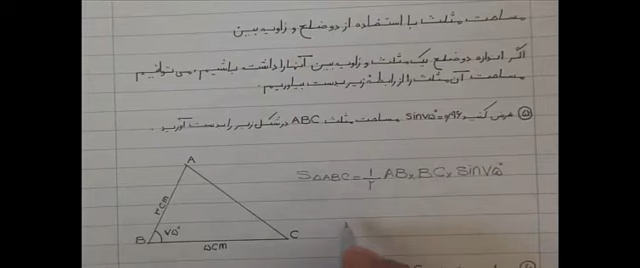 مساحت مثلث با استفاده از دو ضلع و زاویه بین
اگر اندازه دو ضلع یک مثلث و زاویه بین آنها را داشته باشیم، می توانیم
مساحت آن مثلث را از رابطهٔ زیر بدست بیاوریم.
۵ فرض کنید sin۷۵°=۰٫۹۶ مساحت مثلث ABC در شکل زیر را بدست آورید.
S△ABC = ۱/۲ AB × BC × sin۷۵°
A
۳cm
B
۷۵°
C
۵cm